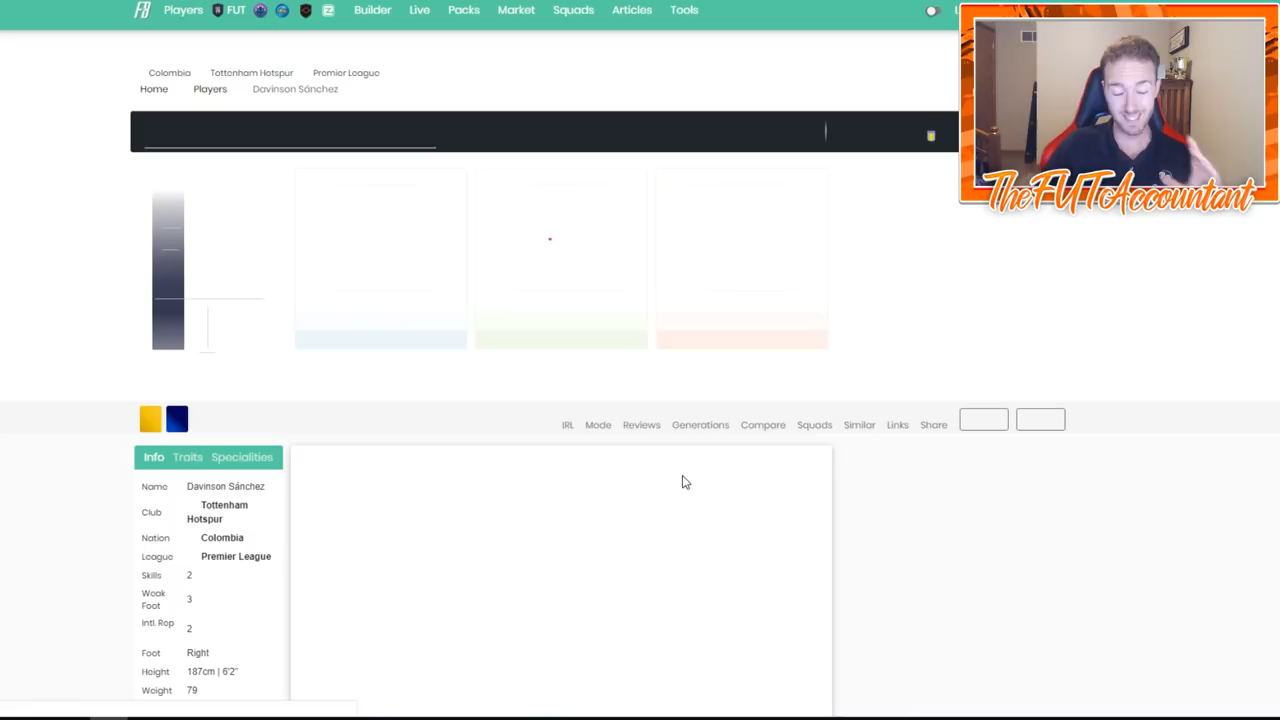 FB Players FUT Builder Live Packs Market Squads Articles Tools
Colombia Tottenham Hotspur Premier League
Home Players Davinson Sánchez
TheFUTAccountant
IRL Mode Reviews Generations Compare Squads Similar Links Share
Info Traits Specialities
Name Davinson Sánchez
Club Tottenham Hotspur
Nation Colombia
League Premier League
Skills 2
Weak Foot 3
Intl. Rep 2
Foot Right
Height 187cm | 6'2"
Weight 79